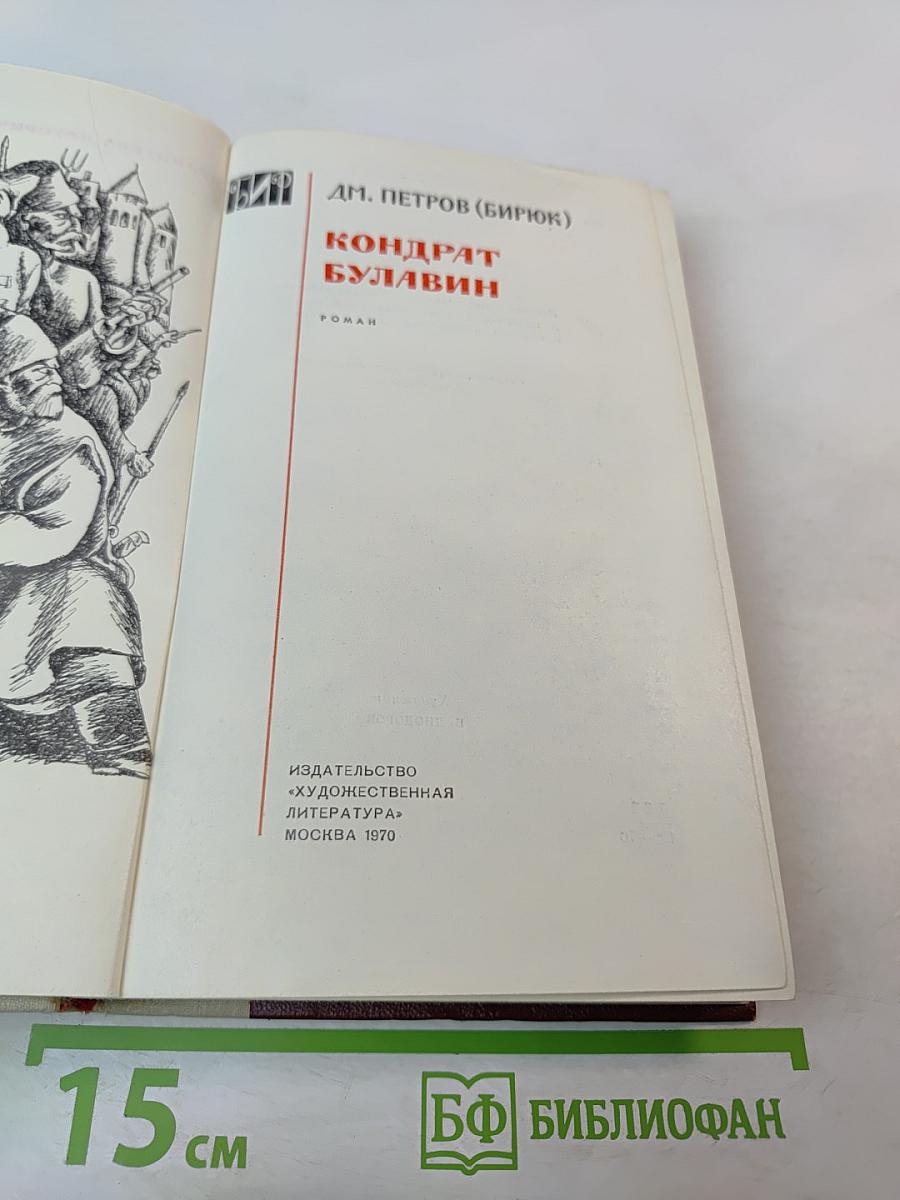 БИР
ДМ. ПЕТРОВ (БИРЮК)
КОНДРАТ
БУЛАВИН
РОМАН
ИЗДАТЕЛЬСТВО
«ХУДОЖЕСТВЕННАЯ
ЛИТЕРАТУРА»
МОСКВА 1970
15 см
БФ БИБЛИОФАН